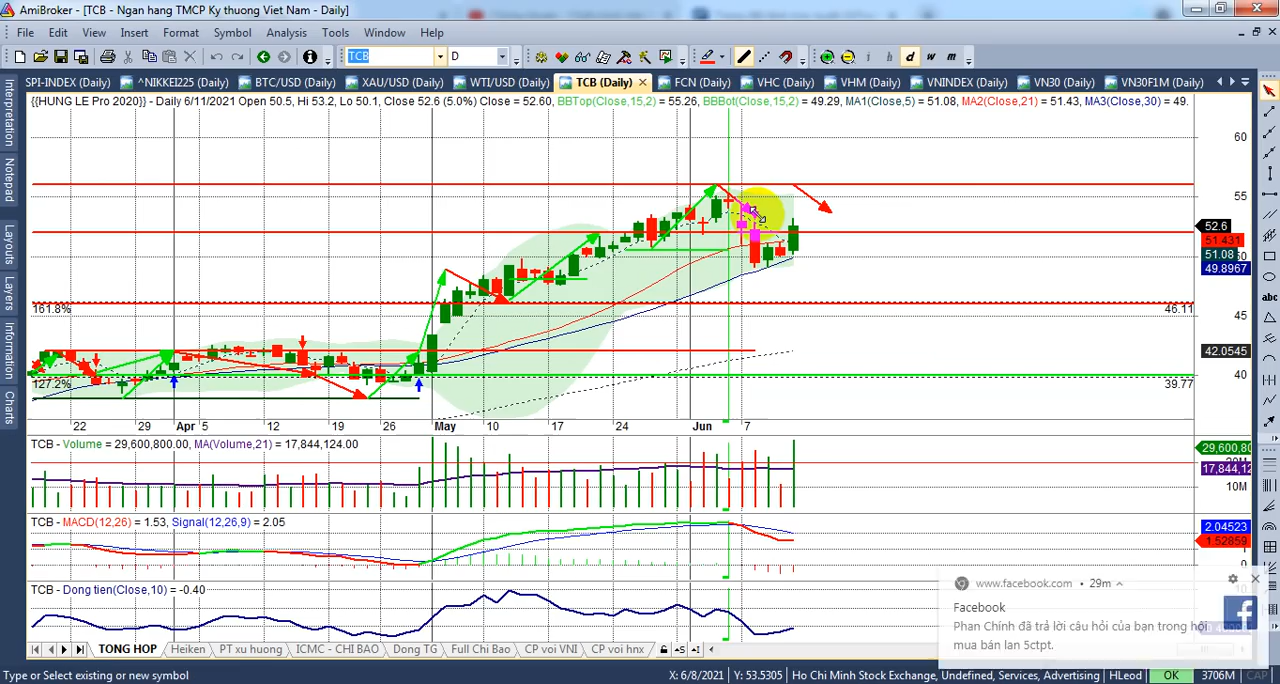 AmiBroker - [TCB - Ngan hang TMCP Ky thuong Viet Nam - Daily]
File Edit View Insert Format Symbol Analysis Tools Window Help
TCB D i h d w m
SPI-INDEX (Daily) ^NIKKEI225 (Daily) BTC/USD (Daily) XAU/USD (Daily) WTI/USD (Daily) TCB (Daily) FCN (Daily) VHC (Daily) VHM (Daily) VNINDEX (Daily) VN30 (Daily) VN30F1M (Daily)
{{HUNG LE Pro 2020}} - Daily 6/11/2021 Open 50.5, Hi 53.2, Lo 50.1, Close 52.6 (5.0%) Close = 52.60, BBTop(Close,15,2) = 55.26, BBBot(Close,15,2) = 49.29, MA1(Close,5) = 51.08, MA2(Close,21) = 51.43, MA3(Close,30) = 49.
Interpretation
Notepad
Layouts
Layers
Information
Charts
60
55
52.6
51.431
51.08
49.8967
161.8%
46.11
45
42.0545
127.2%
39.77
40
22 29 Apr 5 12 19 26 May 10 17 24 Jun 7
TCB - Volume = 29,600,800.00, MA(Volume,21) = 17,844,124.00
29,600,80
17,844,12
10M
TCB - MACD(12,26) = 1.53, Signal(12,26,9) = 2.05
2.04523
1.52859
0
TCB - Dong tien(Close,10) = -0.40
www.facebook.com • 29m
Facebook
Phan Chính đã trả lời câu hỏi của bạn trong hội
mua bán lan 5ctpt.
abc
TONG HOP Heiken PT xu huong ICMC - CHI BAO Dong TG Full Chi Bao CP voi VNI CP voi hnx
Type or Select existing or new symbol X: 6/8/2021 Y: 53.5305 Ho Chi Minh Stock Exchange, Undefined, Services, Advertising HLeod OK 3706M CAP